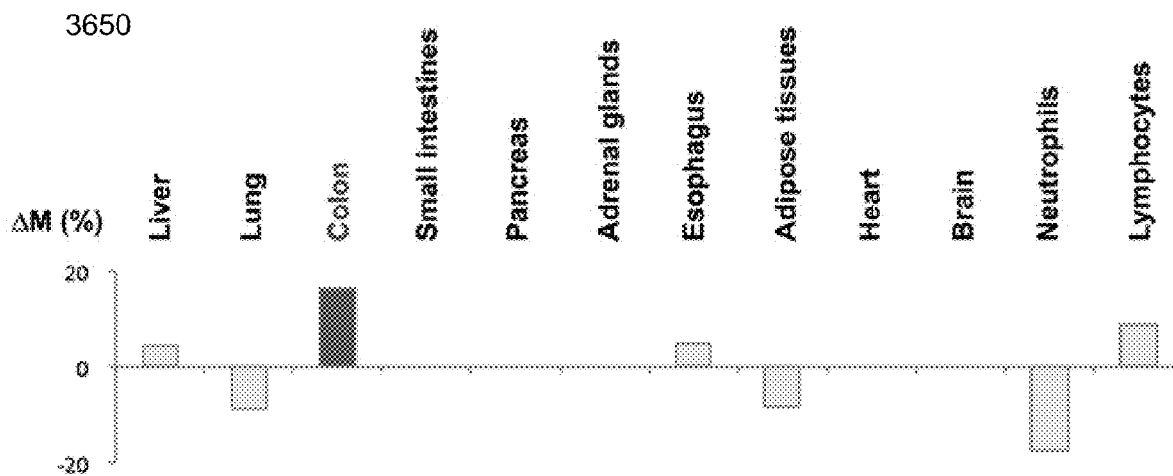 3650
ΔM (%)
Liver
Lung
Colon
Small intestines
Pancreas
Adrenal glands
Esophagus
Adipose tissues
Heart
Brain
Neutrophils
Lymphocytes
20
0
-20